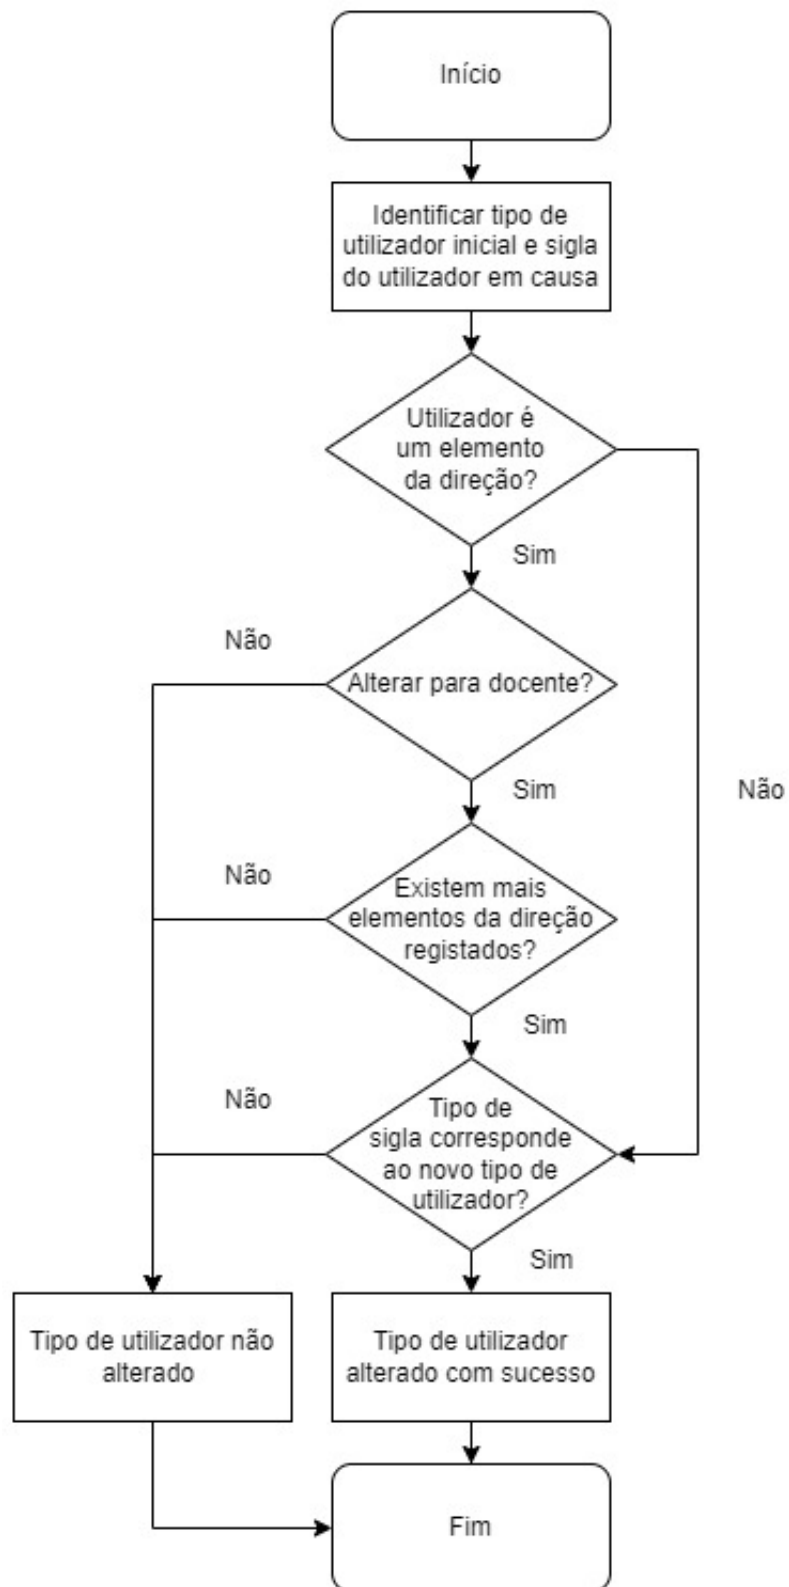 Início
Identificar tipo de
utilizador inicial e sigla
do utilizador em causa
Utilizador é
um elemento
da direção?
Sim
Não
Alterar para docente?
Sim
Não
Não
Existem mais
elementos da direção
registados?
Sim
Não
Tipo de
sigla corresponde
ao novo tipo de
utilizador?
Sim
Tipo de utilizador não
alterado
Tipo de utilizador
alterado com sucesso
Fim